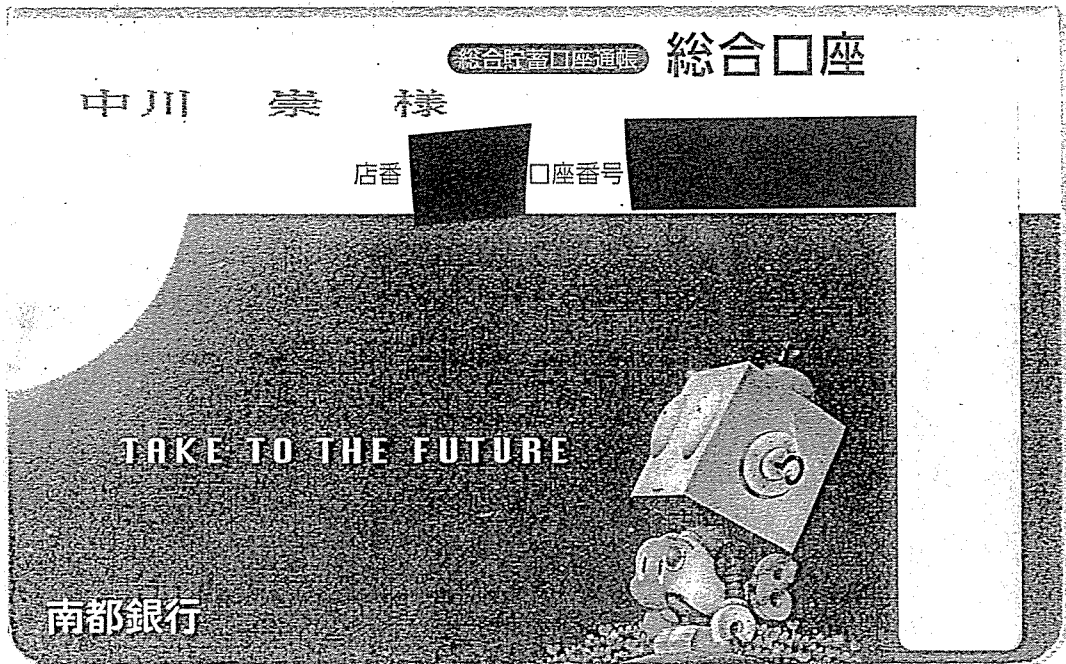 総合貯蓄口座通帳 総合口座
中川 崇 様
店番 口座番号
TAKE TO THE FUTURE
南都銀行